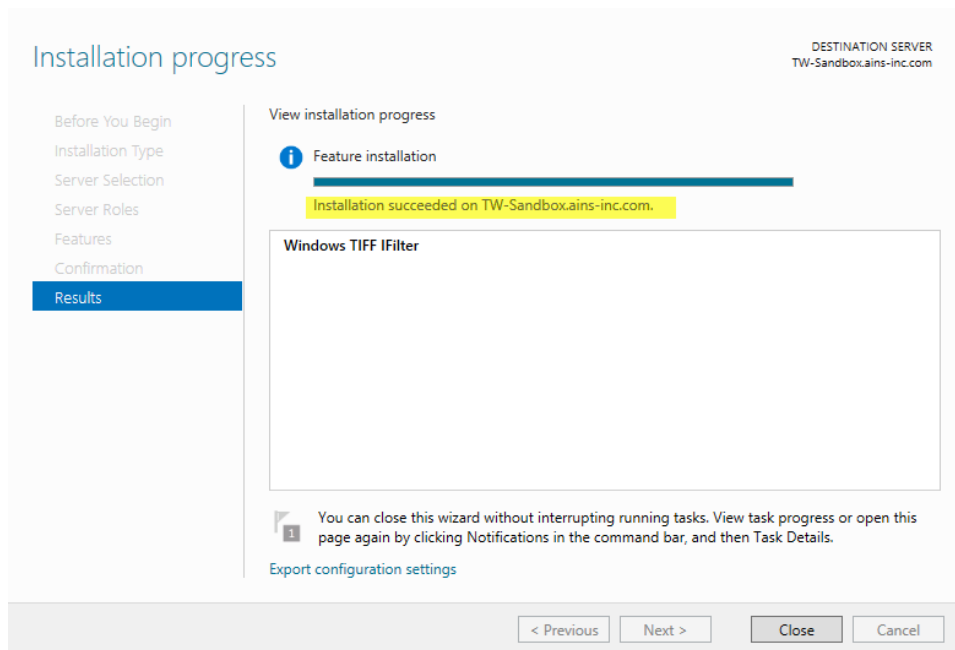 Installation progress
DESTINATION SERVER
TW-Sandbox.ains-inc.com
Before You Begin
Installation Type
Server Selection
Server Roles
Features
Confirmation
Results
View installation progress
i
Feature installation
Installation succeeded on TW-Sandbox.ains-inc.com.
Windows TIFF IFilter
1
You can close this wizard without interrupting running tasks. View task progress or open this
page again by clicking Notifications in the command bar, and then Task Details.
Export configuration settings
< Previous
Next >
Close
Cancel